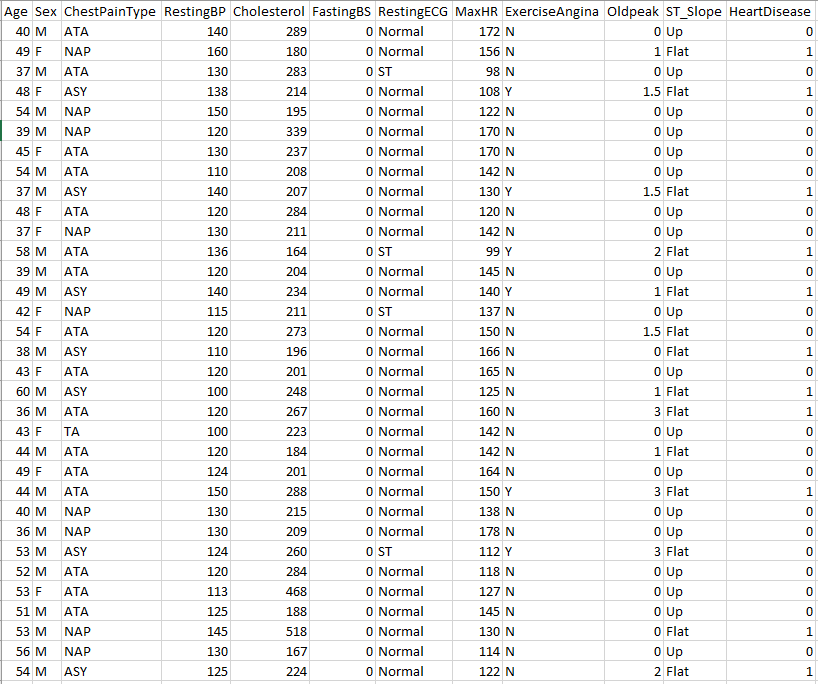 Age Sex ChestPainType RestingBP Cholesterol FastingBS RestingECG MaxHR ExerciseAngina Oldpeak ST_Slope HeartDisease
40 M ATA 140 289 0 Normal 172 N 0 Up 0
49 F NAP 160 180 0 Normal 156 N 1 Flat 1
37 M ATA 130 283 0 ST 98 N 0 Up 0
48 F ASY 138 214 0 Normal 108 Y 1.5 Flat 1
54 M NAP 150 195 0 Normal 122 N 0 Up 0
39 M NAP 120 339 0 Normal 170 N 0 Up 0
45 F ATA 130 237 0 Normal 170 N 0 Up 0
54 M ATA 110 208 0 Normal 142 N 0 Up 0
37 M ASY 140 207 0 Normal 130 Y 1.5 Flat 1
48 F ATA 120 284 0 Normal 120 N 0 Up 0
37 F NAP 130 211 0 Normal 142 N 0 Up 0
58 M ATA 136 164 0 ST 99 Y 2 Flat 1
39 M ATA 120 204 0 Normal 145 N 0 Up 0
49 M ASY 140 234 0 Normal 140 Y 1 Flat 1
42 F NAP 115 211 0 ST 137 N 0 Up 0
54 F ATA 120 273 0 Normal 150 N 1.5 Flat 0
38 M ASY 110 196 0 Normal 166 N 0 Flat 1
43 F ATA 120 201 0 Normal 165 N 0 Up 0
60 M ASY 100 248 0 Normal 125 N 1 Flat 1
36 M ATA 120 267 0 Normal 160 N 3 Flat 1
43 F TA 100 223 0 Normal 142 N 0 Up 0
44 M ATA 120 184 0 Normal 142 N 1 Flat 0
49 F ATA 124 201 0 Normal 164 N 0 Up 0
44 M ATA 150 288 0 Normal 150 Y 3 Flat 1
40 M NAP 130 215 0 Normal 138 N 0 Up 0
36 M NAP 130 209 0 Normal 178 N 0 Up 0
53 M ASY 124 260 0 ST 112 Y 3 Flat 0
52 M ATA 120 284 0 Normal 118 N 0 Up 0
53 F ATA 113 468 0 Normal 127 N 0 Up 0
51 M ATA 125 188 0 Normal 145 N 0 Up 0
53 M NAP 145 518 0 Normal 130 N 0 Flat 1
56 M NAP 130 167 0 Normal 114 N 0 Up 0
54 M ASY 125 224 0 Normal 122 N 2 Flat 1